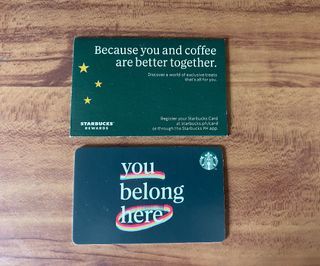 Because you and coffee
are better together.
Discover a world of exclusive treats
that's all for you.
STARBUCKS
REWARDS
Register your Starbucks Card
at starbucks.ph/card
or through the Starbucks PH app.
you
belong
here